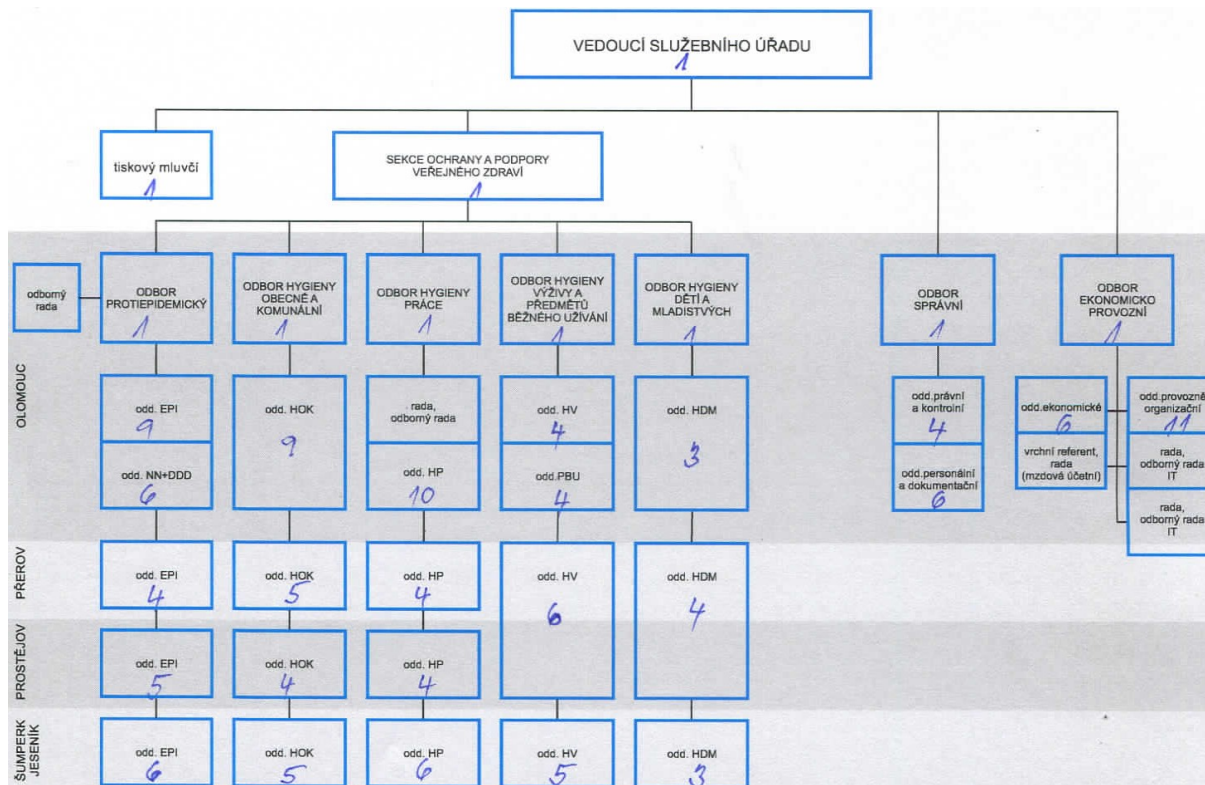 VEDOUCÍ SLUŽEBNÍHO ÚŘADU
1
tiskový mluvčí
1
SEKCE OCHRANY A PODPORY
VEŘEJNÉHO ZDRAVÍ
1
odborný
rada
ODBOR
PROTIEPIDEMICKÝ
1
ODBOR HYGIENY
OBECNÉ A
KOMUNÁLNÍ
1
ODBOR HYGIENY
PRÁCE
1
ODBOR HYGIENY
VÝŽIVY A
PŘEDMĚTŮ
BĚŽNÉHO UŽÍVÁNÍ
1
ODBOR HYGIENY
DĚTÍ A
MLADISTVÝCH
1
ODBOR
SPRÁVNÍ
1
ODBOR
EKONOMICKO
PROVOZNÍ
1
OLOMOUC
odd. EPI
9
odd. NN+DDD
6
odd. HOK
9
rada,
odborný rada
odd. HP
10
odd. HV
4
odd.PBU
4
odd. HDM
3
odd.právní
a kontrolní
4
odd.personální
a dokumentační
6
odd.ekonomické
6
vrchní referent,
rada
(mzdová účetní)
odd.provozně
organizační
11
rada,
odborný rada
IT
rada,
odborný rada
IT
PŘEROV
odd. EPI
4
odd. HOK
5
odd. HP
4
odd. HV
6
odd. HDM
4
PROSTĚJOV
odd. EPI
5
odd. HOK
4
odd. HP
4
ŠUMPERK
JESENÍK
odd. EPI
6
odd. HOK
5
odd. HP
6
odd. HV
5
odd. HDM
3